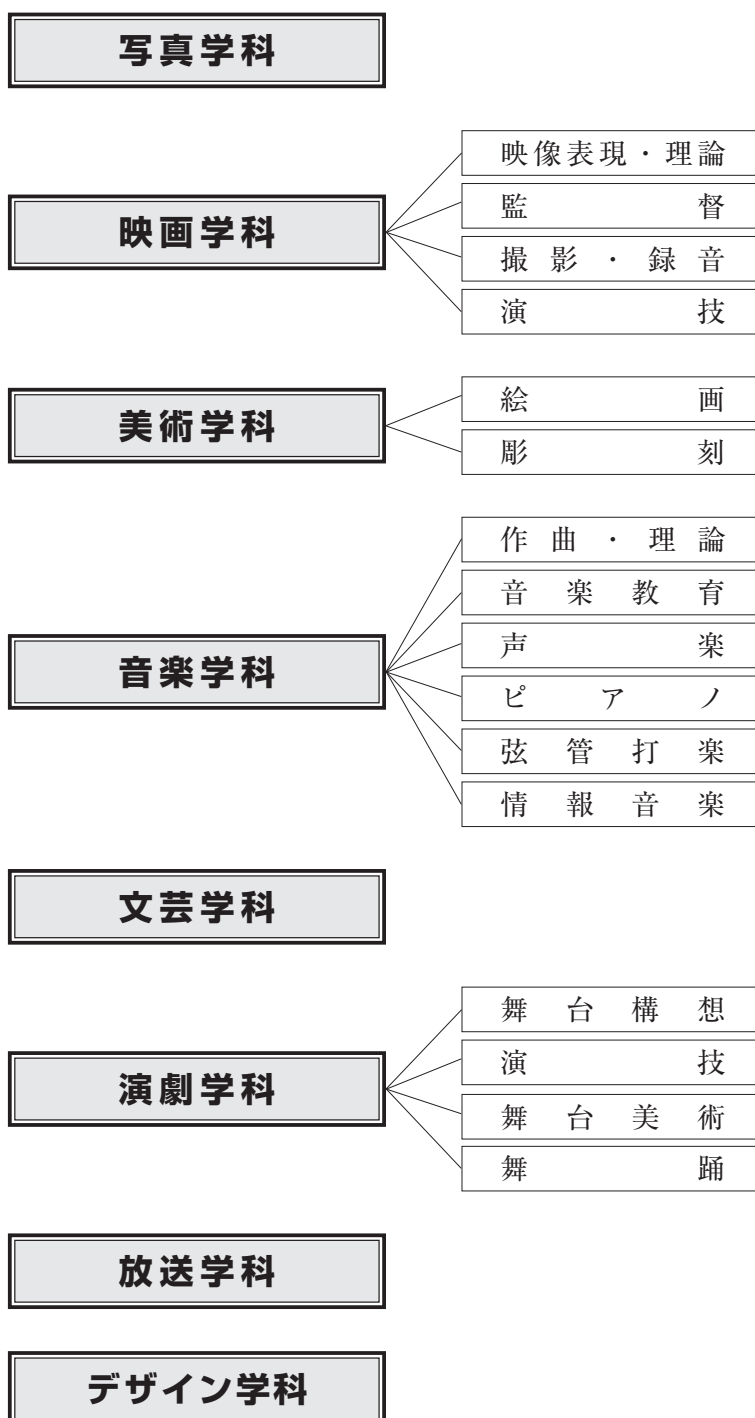 写真学科
映画学科
映像表現・理論
監督
撮影・録音
演技
美術学科
絵画
彫刻
音楽学科
作曲・理論
音楽教育
声楽
ピアノ
弦管打楽
情報音楽
文芸学科
演劇学科
舞台構想
演技
舞台美術
舞踊
放送学科
デザイン学科